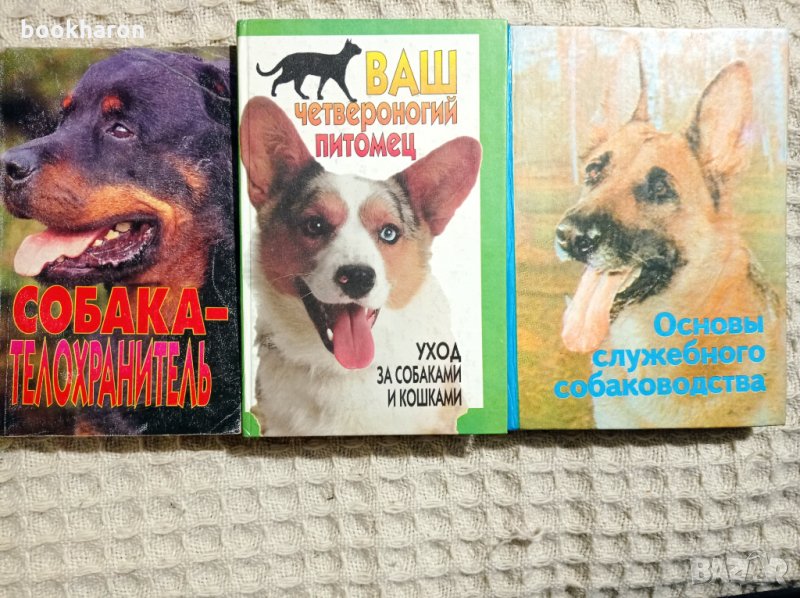 bookharon
СОБАКА–
ТЕЛОХРАНИТЕЛЬ
ВАШ
четвероногий
питомец
УХОД
ЗА СОБАКАМИ
И КОШКАМИ
Основы
служебного
собаководства
BAZAR